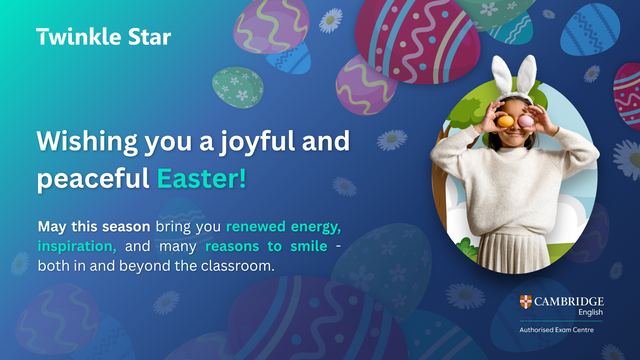 Twinkle Star
Wishing you a joyful and
peaceful Easter!
May this season bring you renewed energy,
inspiration, and many reasons to smile -
both in and beyond the classroom.
CAMBRIDGE
English
Authorised Exam Centre